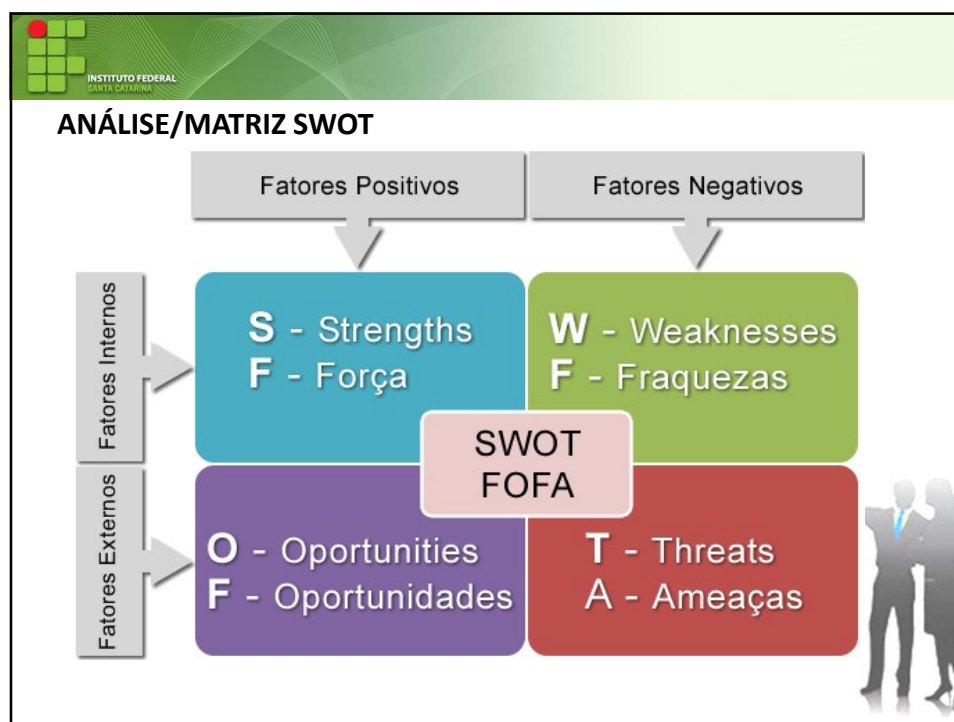 INSTITUTO FEDERAL
SANTA CATARINA
ANÁLISE/MATRIZ SWOT
Fatores Positivos
Fatores Negativos
Fatores Internos
S - Strengths
F - Força
W - Weaknesses
F - Fraquezas
SWOT
FOFA
Fatores Externos
O - Oportunities
F - Oportunidades
T - Threats
A - Ameaças